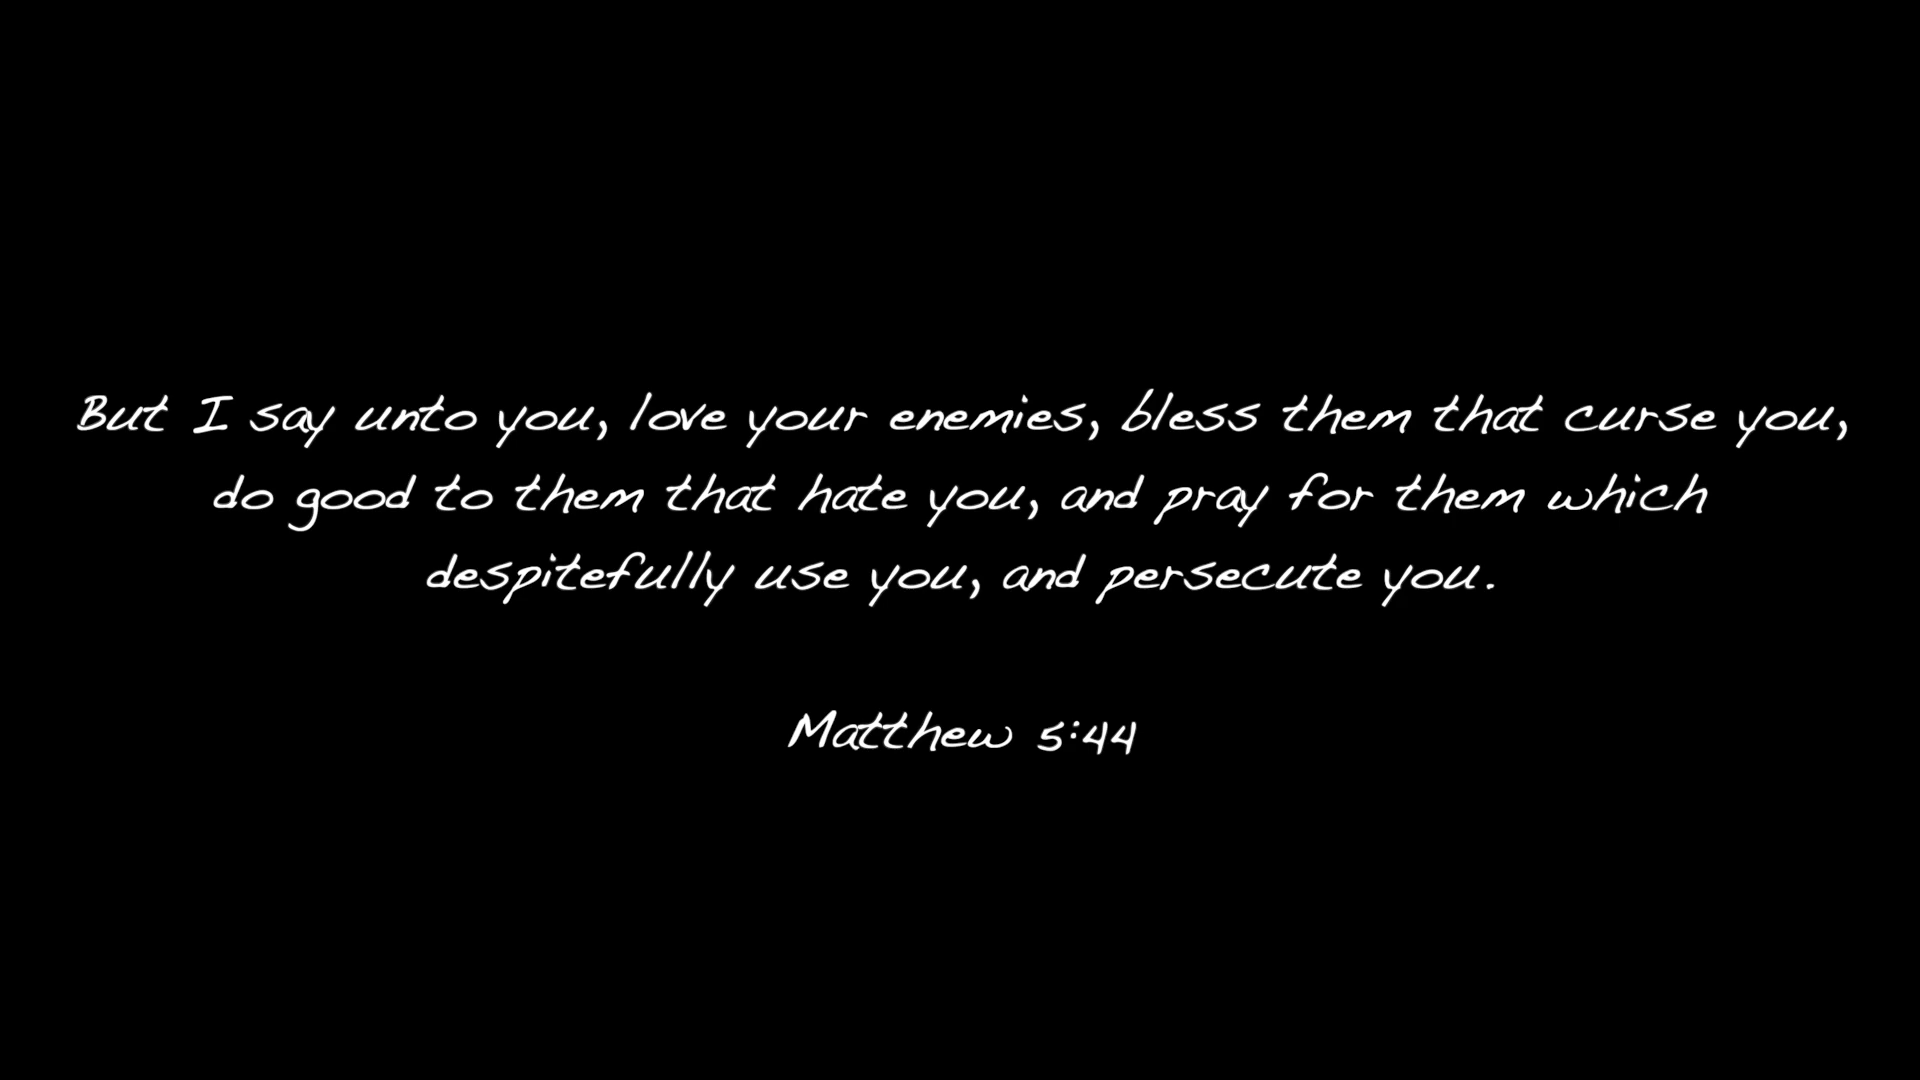 But I say unto you, love your enemies, bless them that curse you,
do good to them that hate you, and pray for them which
despitefully use you, and persecute you.
Matthew 5:44